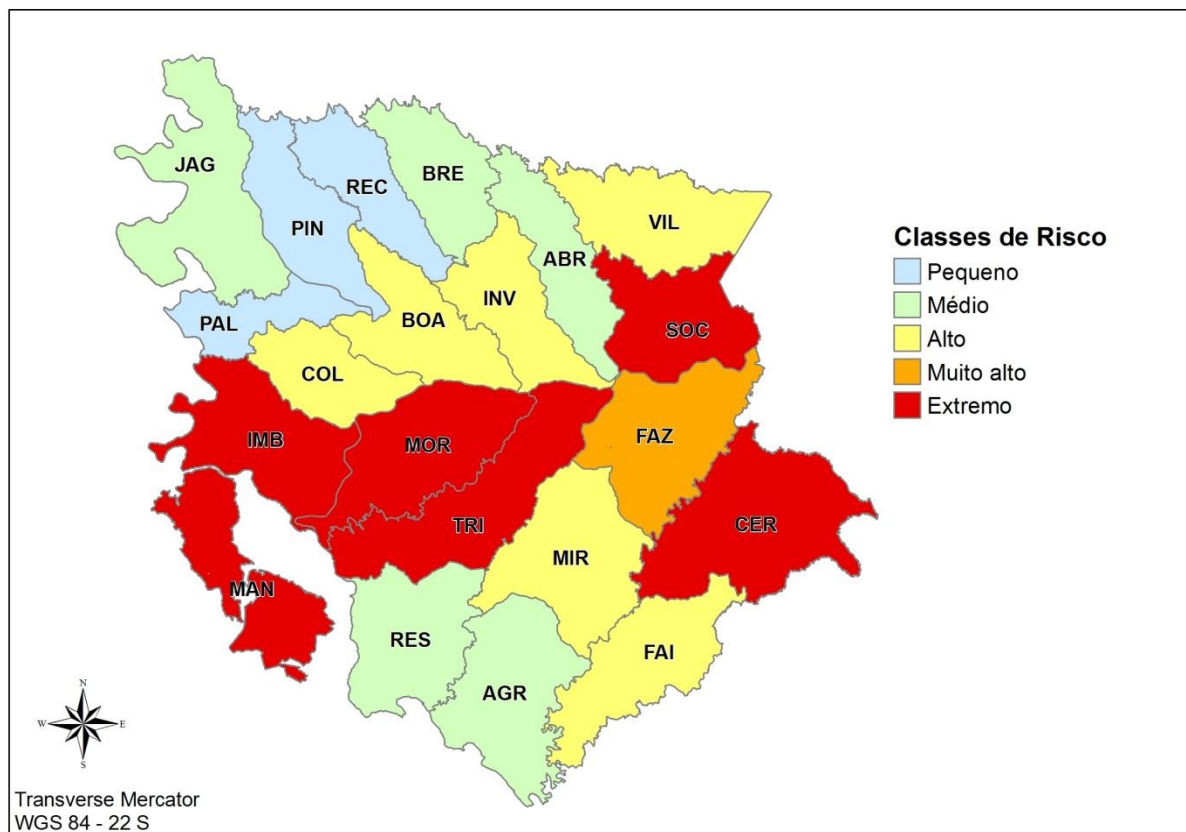 JAG
REC
BRE
PIN
VIL
ABR
INV
PAL
BOA
SOC
COL
IMB
MOR
FAZ
TRI
CER
MIR
MAN
RES
FAI
AGR
Classes de Risco
Pequeno
Médio
Alto
Muito alto
Extremo
N
W E
S
Transverse Mercator
WGS 84 - 22 S